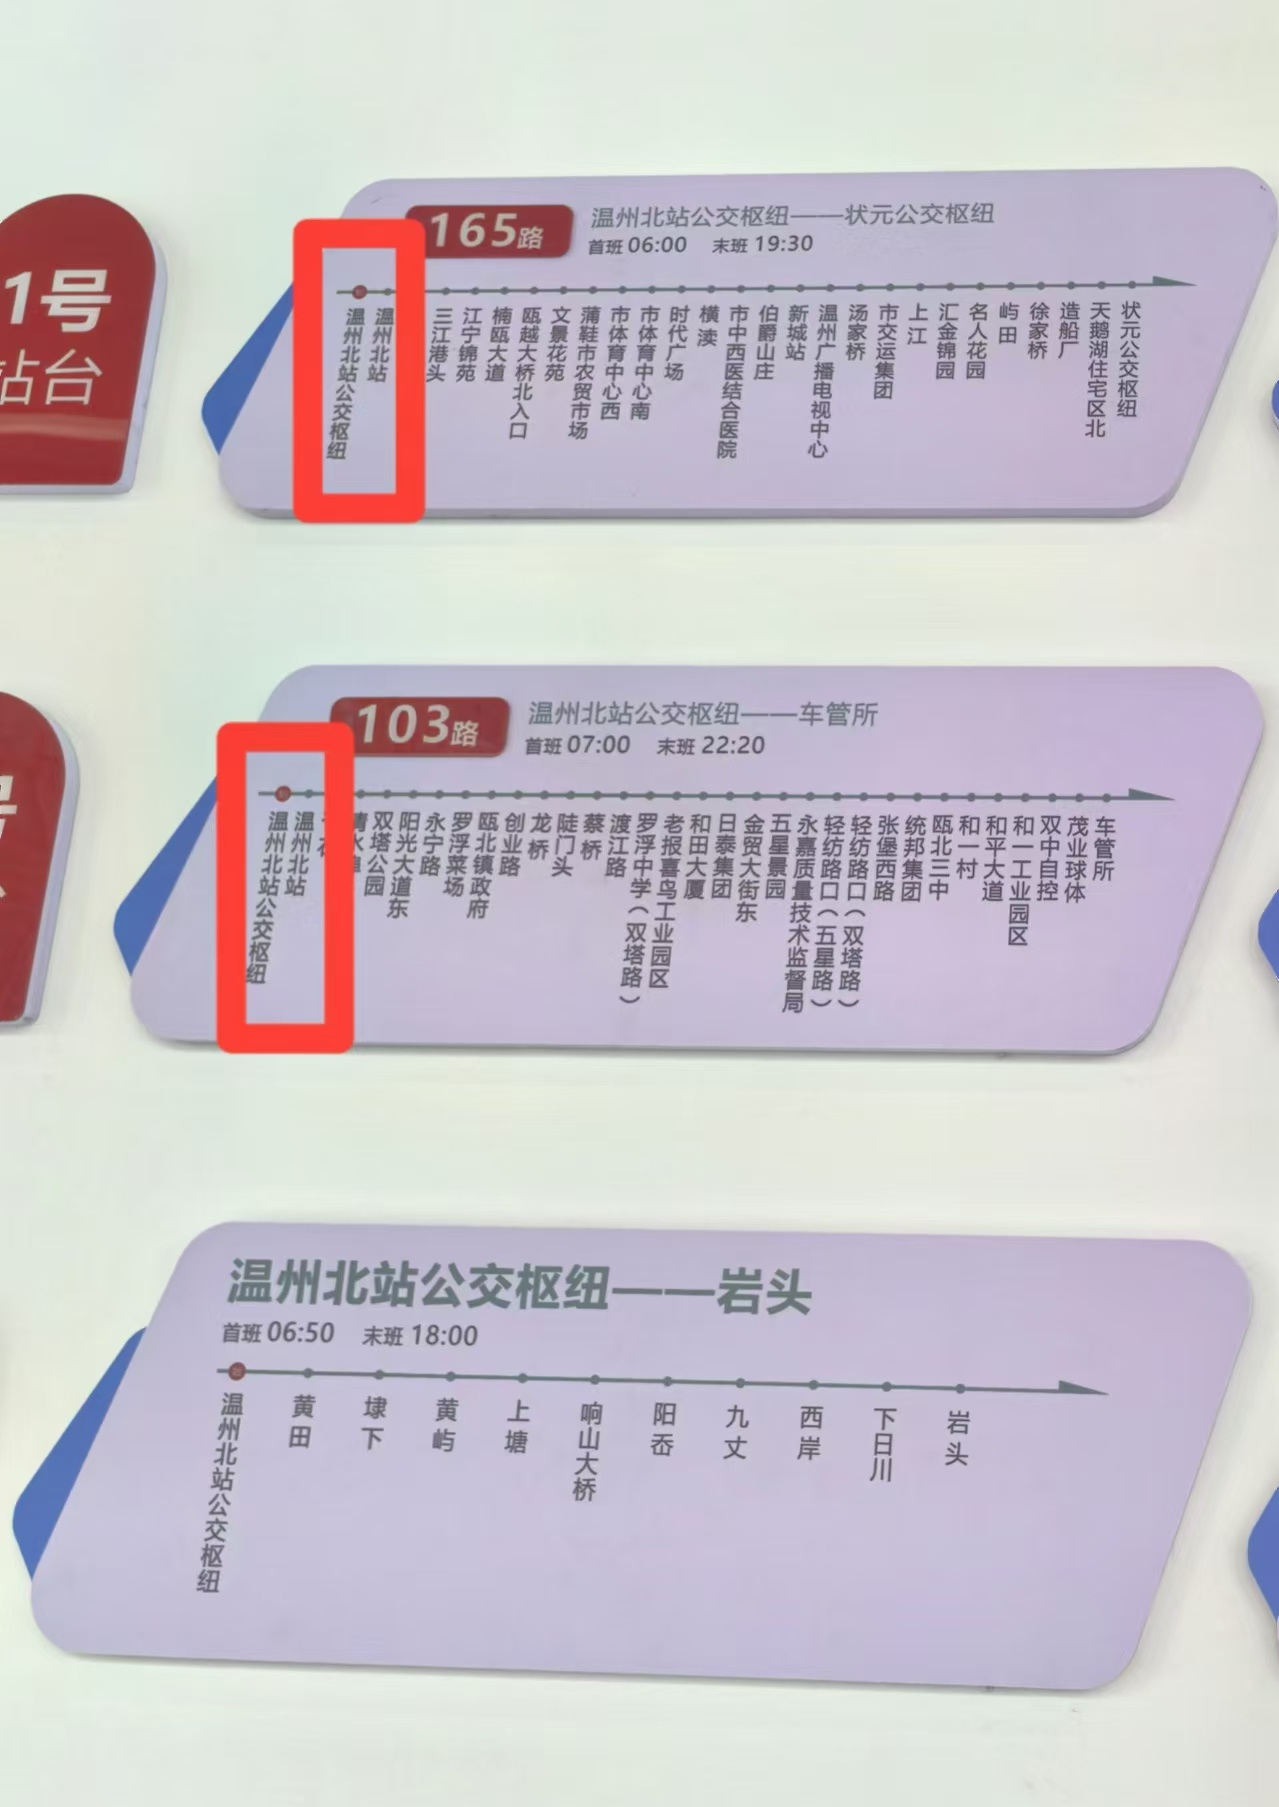 1号
站台
165路
温州北站公交枢纽——状元公交枢纽
首班 06:00 末班 19:30
温州北站公交枢纽
温州北站
三江港头
江宁锦苑
楠瓯大道
瓯越大桥北入口
文景花苑
蒲鞋市农贸市场
市体育中心西
市体育中心南
时代广场
横渎
市中西医结合医院
伯爵山庄
新城站
温州广播电视中心
汤家桥
市交运集团
上江
汇金锦园
名人花园
屿田
徐家桥
造船厂
天鹅湖住宅区北
状元公交枢纽
103路
温州北站公交枢纽——车管所
首班 07:00 末班 22:20
温州北站公交枢纽
温州北站
清水埠
双塔公园
阳光大道东
永宁路
罗浮菜场
瓯北镇政府
创业路
龙桥
陡门头
蔡桥
渡江路
罗浮中学（双塔路）
老报喜鸟工业园区
和田大厦
日泰集团
金贸大街东
五星景园
永嘉质量技术监督局
轻纺路口（五星路）
轻纺路口（双塔路）
张堡西路
统邦集团
瓯北三中
和一村
和平大道
和一工业园区
双中自控
茂业球体
车管所
温州北站公交枢纽——岩头
首班 06:50 末班 18:00
温州北站公交枢纽
黄田
埭下
黄屿
上塘
响山大桥
阳岙
九丈
西岸
下日川
岩头